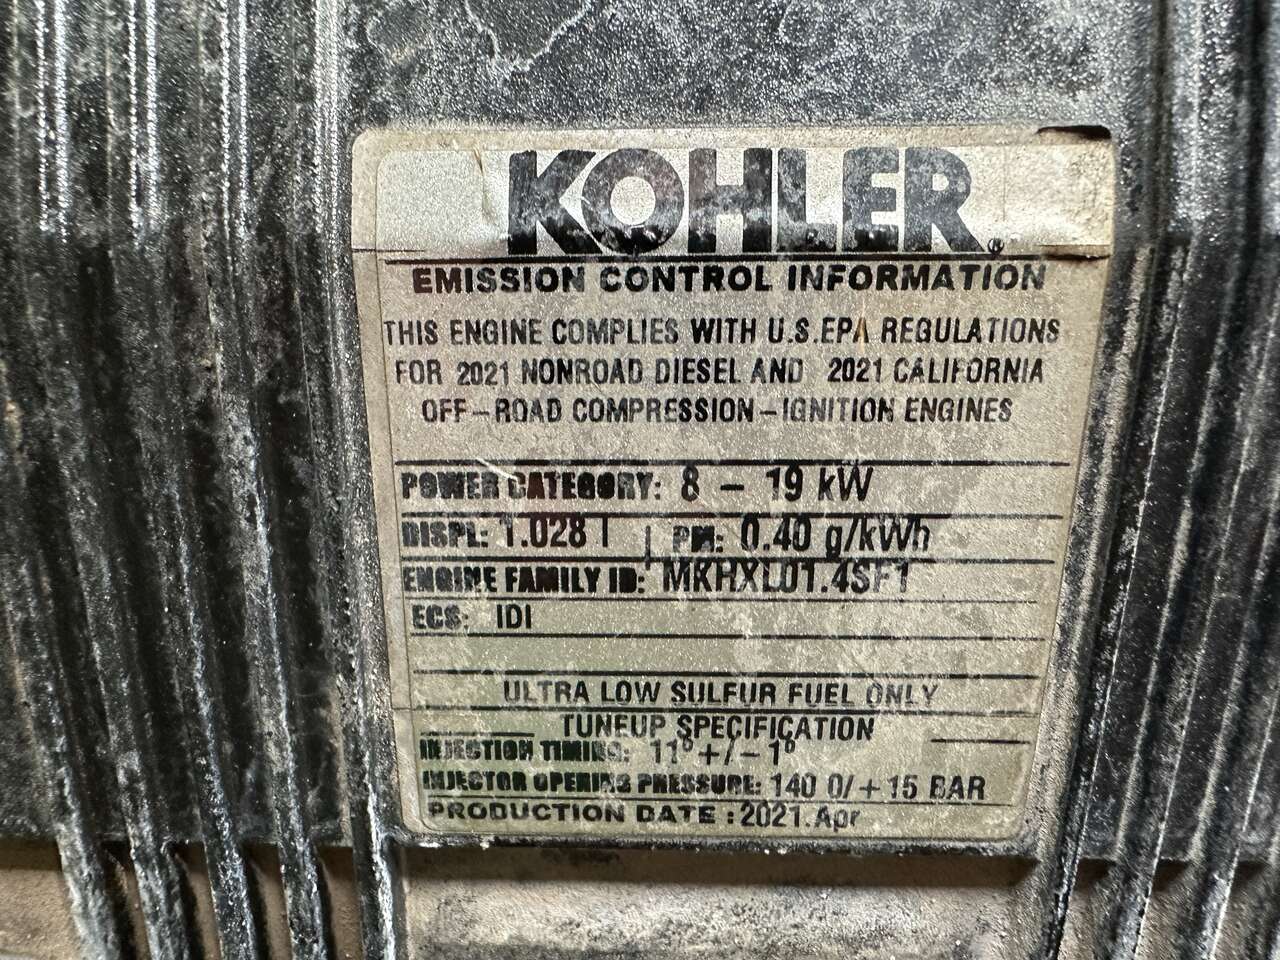 KOHLER®
EMISSION CONTROL INFORMATION
THIS ENGINE COMPLIES WITH U.S.EPA REGULATIONS
FOR 2021 NONROAD DIESEL AND 2021 CALIFORNIA
OFF-ROAD COMPRESSION-IGNITION ENGINES
POWER CATEGORY: 8 - 19 kW
DISPL: 1.028 l | PM: 0.40 g/kWh
ENGINE FAMILY ID: MKHXL01.4SF1
ECS: IDI
ULTRA LOW SULFUR FUEL ONLY
TUNEUP SPECIFICATION
INJECTION TIMING: 11° +/- 1°
INJECTOR OPENING PRESSURE: 140 0/+15 BAR
PRODUCTION DATE : 2021.Apr